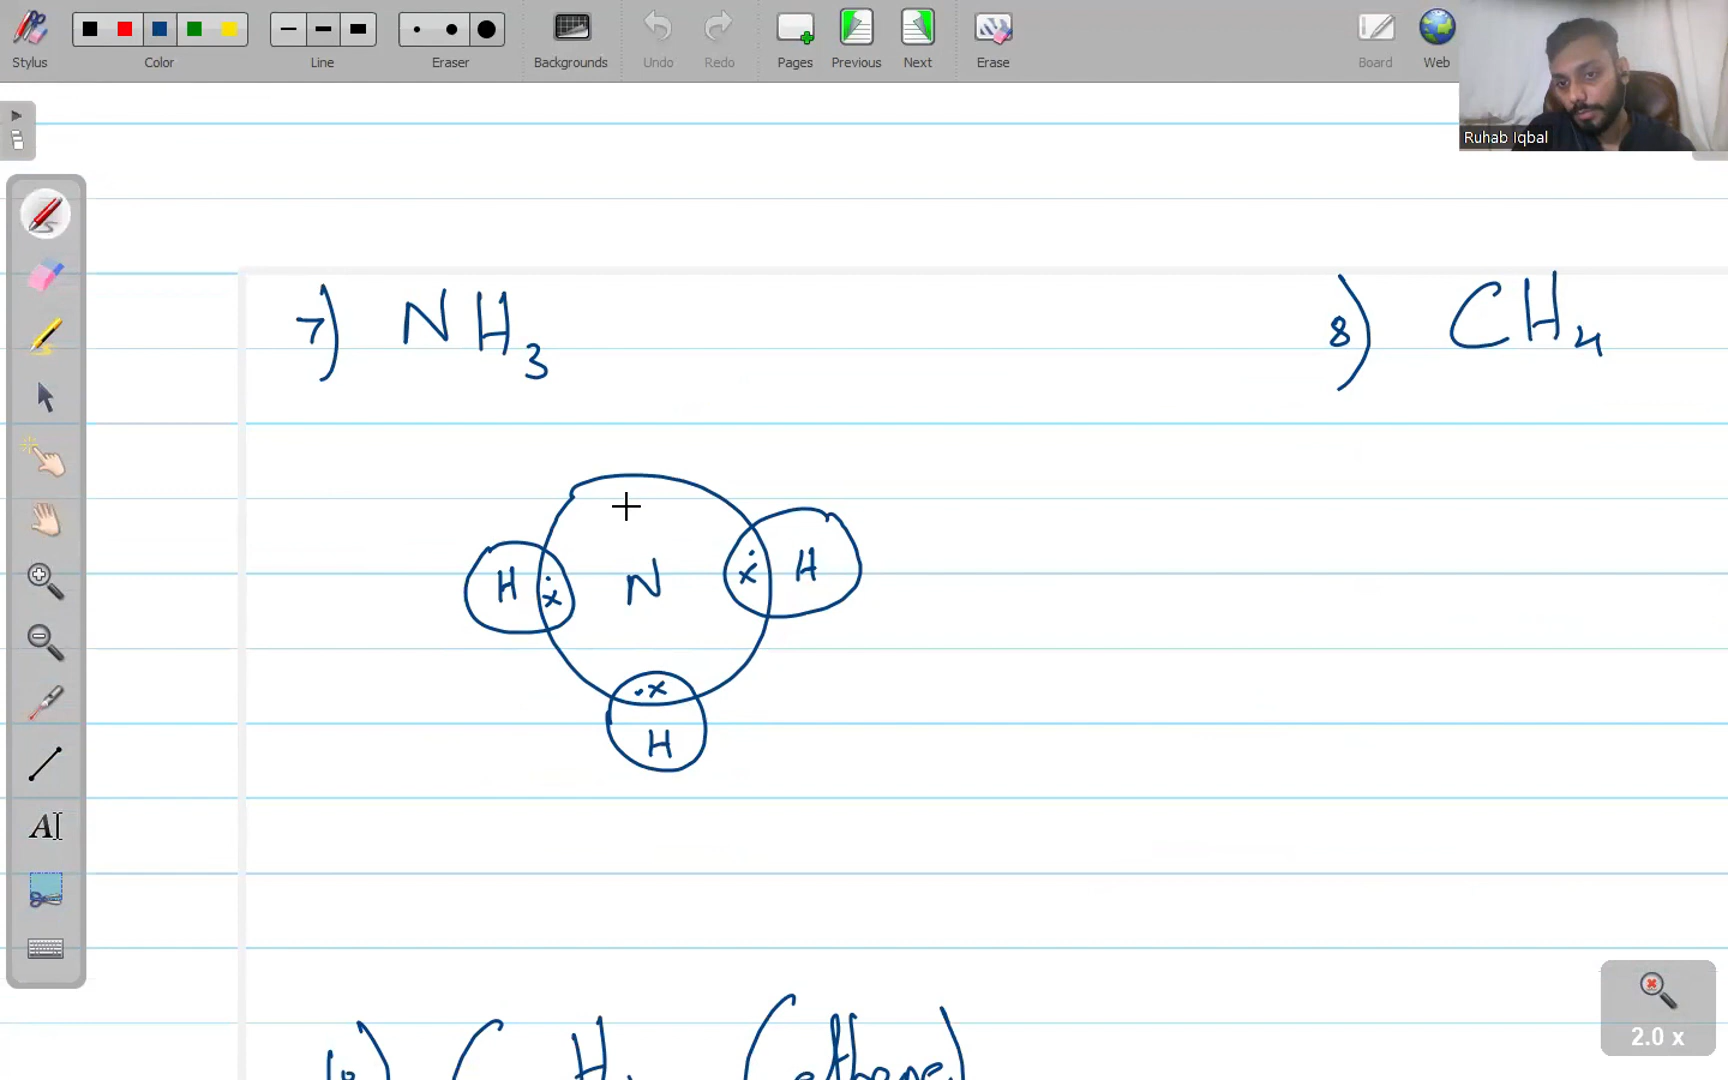 Stylus
Color
Line
Eraser
Backgrounds
Undo
Redo
Pages
Previous
Next
Erase
Board
Web
Ruhab Iqbal
7) NH3
8) CH4
H x N x H
x
H
A
2.0 x